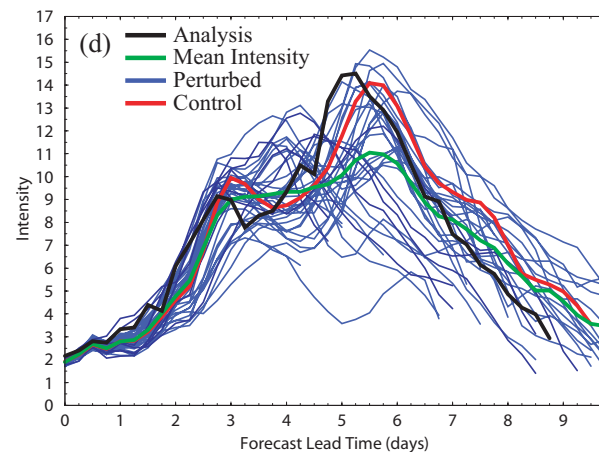 (d)
Analysis
Mean Intensity
Perturbed
Control
Intensity
17
16
15
14
13
12
11
10
9
8
7
6
5
4
3
2
1
0
0 1 2 3 4 5 6 7 8 9
Forecast Lead Time (days)